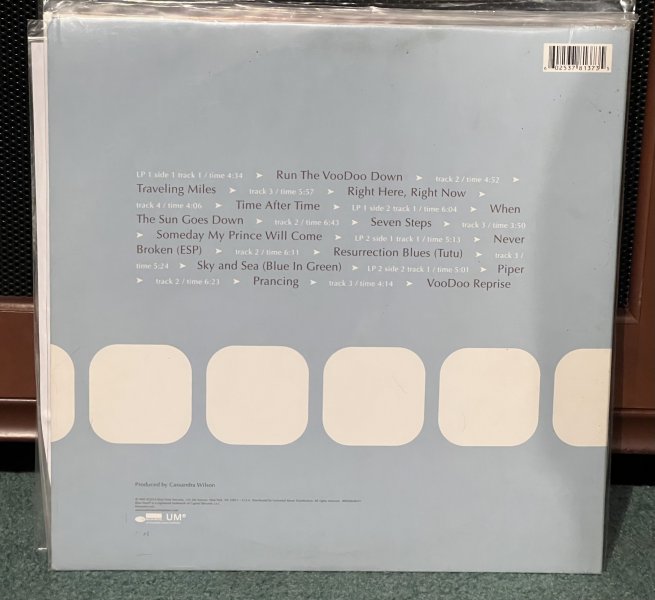 6 02537 81373 5
LP 1 side 1 track 1 / time 4:34 ➤ Run The VooDoo Down ➤ track 2 / time 4:52 ➤
Traveling Miles ➤ track 3 / time 5:57 ➤ Right Here, Right Now ➤
track 4 / time 4:06 ➤ Time After Time ➤ LP 1 side 2 track 1 / time 6:04 ➤ When
The Sun Goes Down ➤ track 2 / time 6:43 ➤ Seven Steps ➤ track 3 / time 3:50
➤ Someday My Prince Will Come ➤ LP 2 side 1 track 1 / time 5:13 ➤ Never
Broken (ESP) ➤ track 2 / time 6:11 ➤ Resurrection Blues (Tutu) ➤ track 3 /
time 5:24 ➤ Sky and Sea (Blue In Green) ➤ LP 2 side 2 track 1 / time 5:01 ➤ Piper
➤ track 2 / time 6:23 ➤ Prancing ➤ track 3 / time 4:14 ➤ VooDoo Reprise
Produced by Cassandra Wilson
UMe